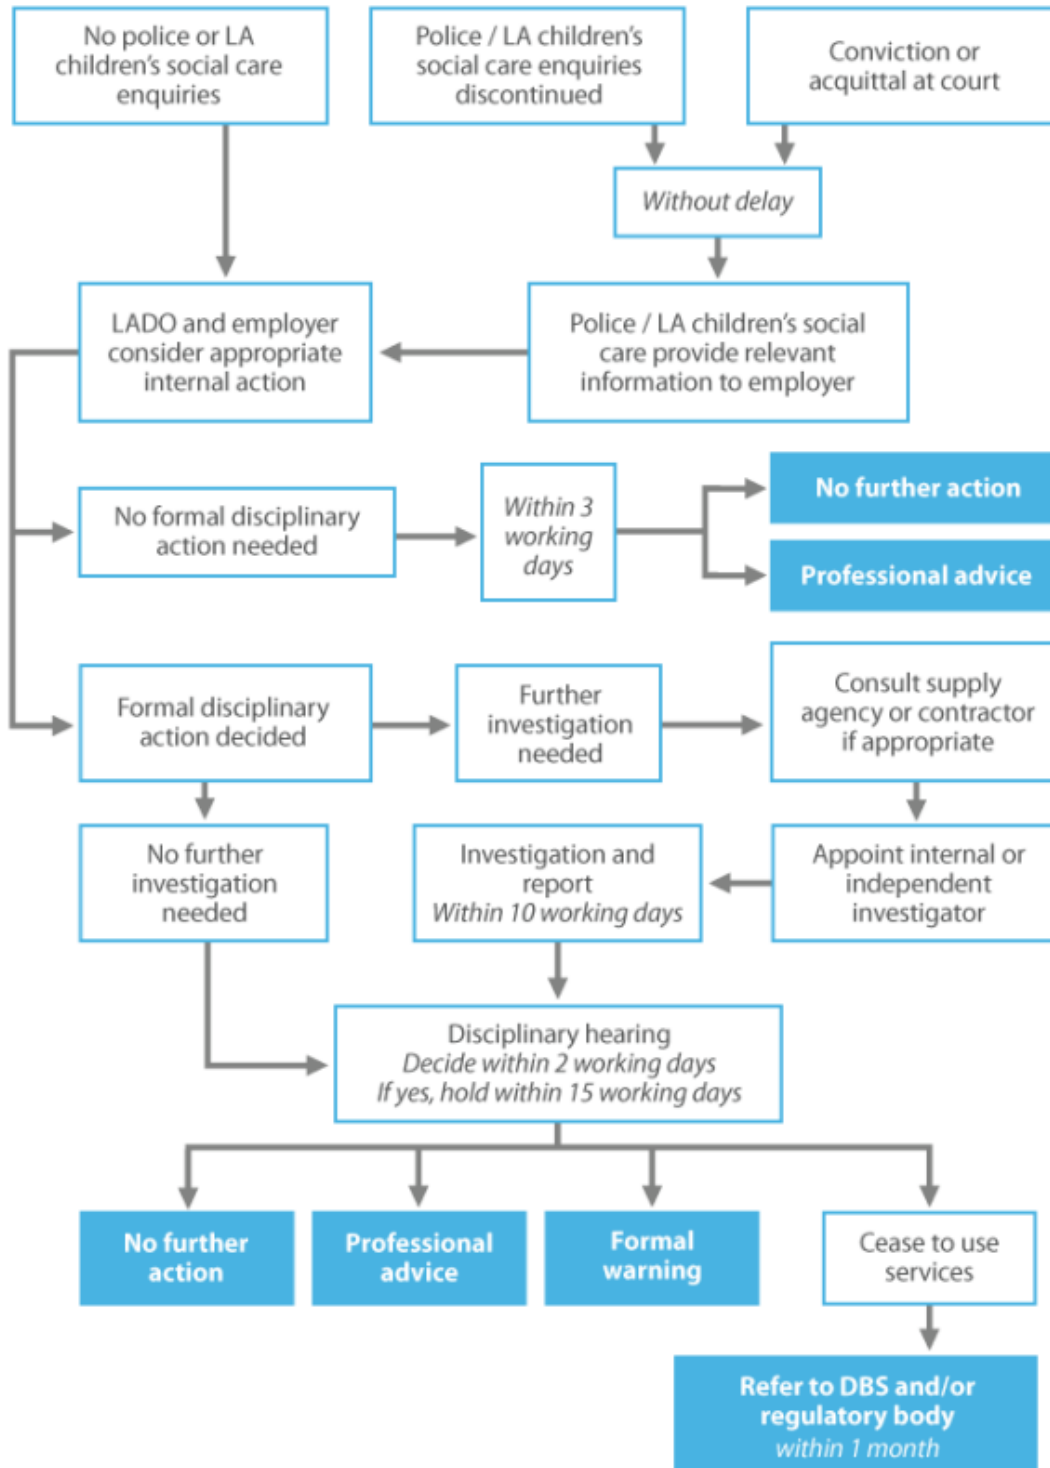 No police or LA
children's social care
enquiries
Police / LA children's
social care enquiries
discontinued
Conviction or
acquittal at court
Without delay
LADO and employer
consider appropriate
internal action
Police / LA children's social
care provide relevant
information to employer
No formal disciplinary
action needed
Within 3
working
days
No further action
Professional advice
Formal disciplinary
action decided
Further
investigation
needed
Consult supply
agency or contractor
if appropriate
No further
investigation
needed
Investigation and
report
Within 10 working days
Appoint internal or
independent
investigator
Disciplinary hearing
Decide within 2 working days
If yes, hold within 15 working days
No further
action
Professional
advice
Formal
warning
Cease to use
services
Refer to DBS and/or
regulatory body
within 1 month